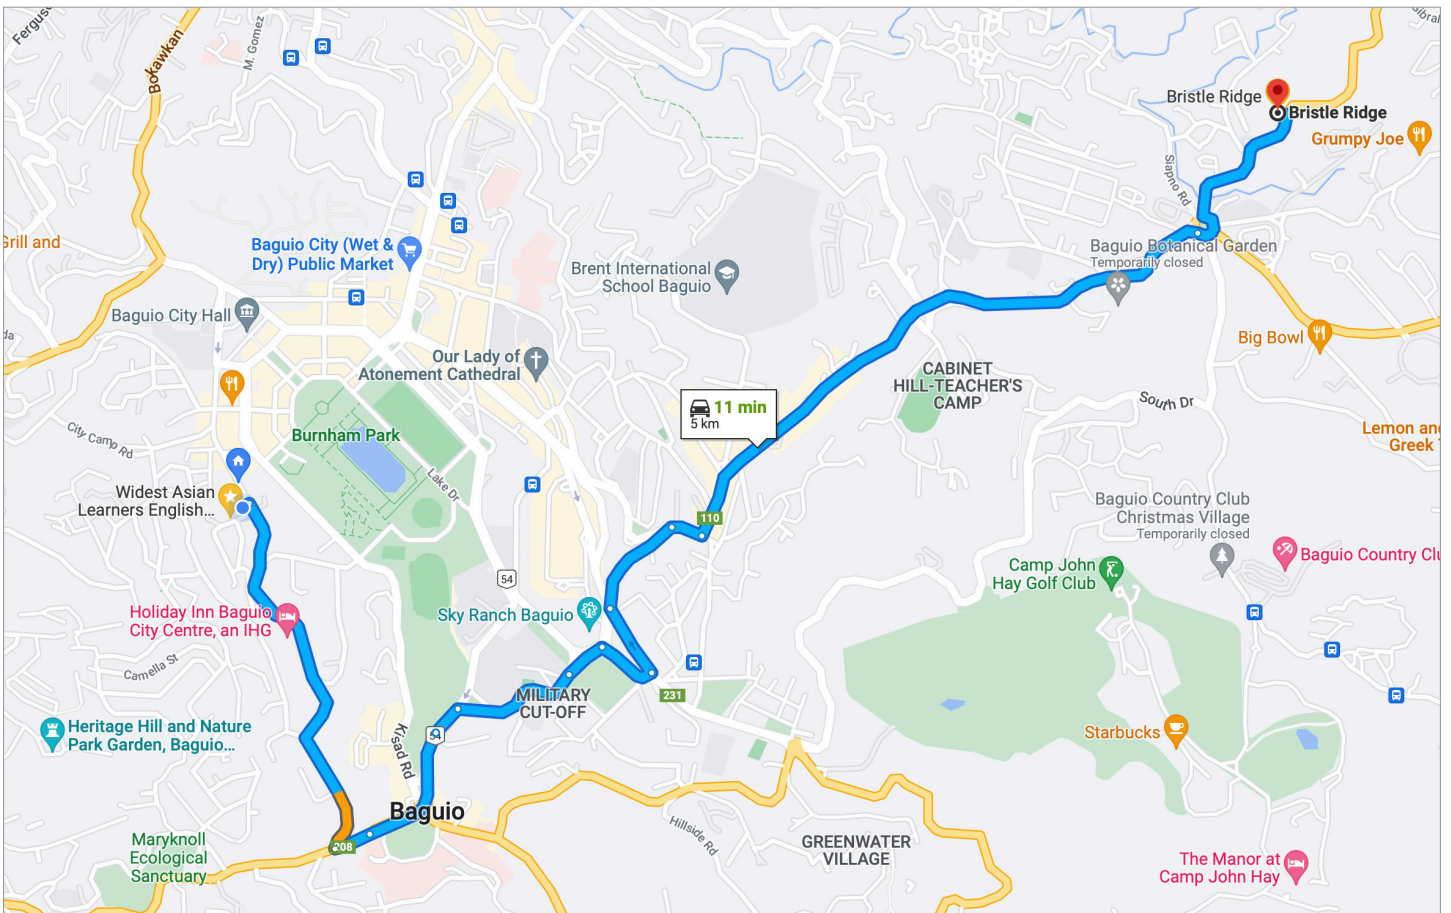 Fergus
Bokawkan
M. Gomez
Bristle Ridge
Bristle Ridge
Grumpy Joe
Siapno Rd
Grill and
Baguio City (Wet &
Dry) Public Market
Baguio Botanical Garden
Temporarily closed
Brent International
School Baguio
Baguio City Hall
Big Bowl
Our Lady of
Atonement Cathedral
CABINET
HILL-TEACHER'S
CAMP
South Dr
11 min
5 km
Burnham Park
City Camp Rd
Lake Dr
Lemon and
Greek
Widest Asian
Learners English...
Baguio Country Club
Christmas Village
Temporarily closed
110
Baguio Country Clu
Camp John
Hay Golf Club
54
Holiday Inn Baguio
City Centre, an IHG
Sky Ranch Baguio
Camella St
231
MILITARY
CUT-OFF
Heritage Hill and Nature
Park Garden, Baguio...
54
Kisad Rd
Starbucks
Baguio
208
Hillside Rd
Maryknoll
Ecological
Sanctuary
GREENWATER
VILLAGE
The Manor at
Camp John Hay